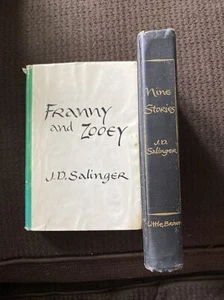 Franny
and Zooey
J.D. Salinger
Nine
Stories
J.D.
Salinger
Little, Brown